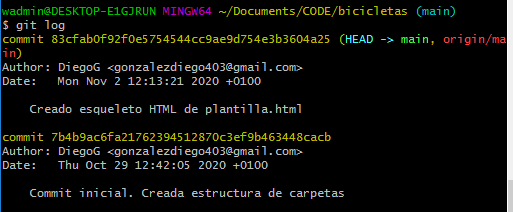 wadmin@DESKTOP-E1GJRUN MINGW64 ~/Documents/CODE/bicicletas (main)
$ git log
commit 83cfab0f92f0e5754544cc9ae9d754e3b3604a25 (HEAD -> main, origin/ma
in)
Author: DiegoG <gonzalezdiego403@gmail.com>
Date:   Mon Nov 2 12:13:21 2020 +0100
Creado esqueleto HTML de plantilla.html
commit 7b4b9ac6fa21762394512870c3ef9b463448cacb
Author: DiegoG <gonzalezdiego403@gmail.com>
Date:   Thu Oct 29 12:42:05 2020 +0100
Commit inicial. Creada estructura de carpetas